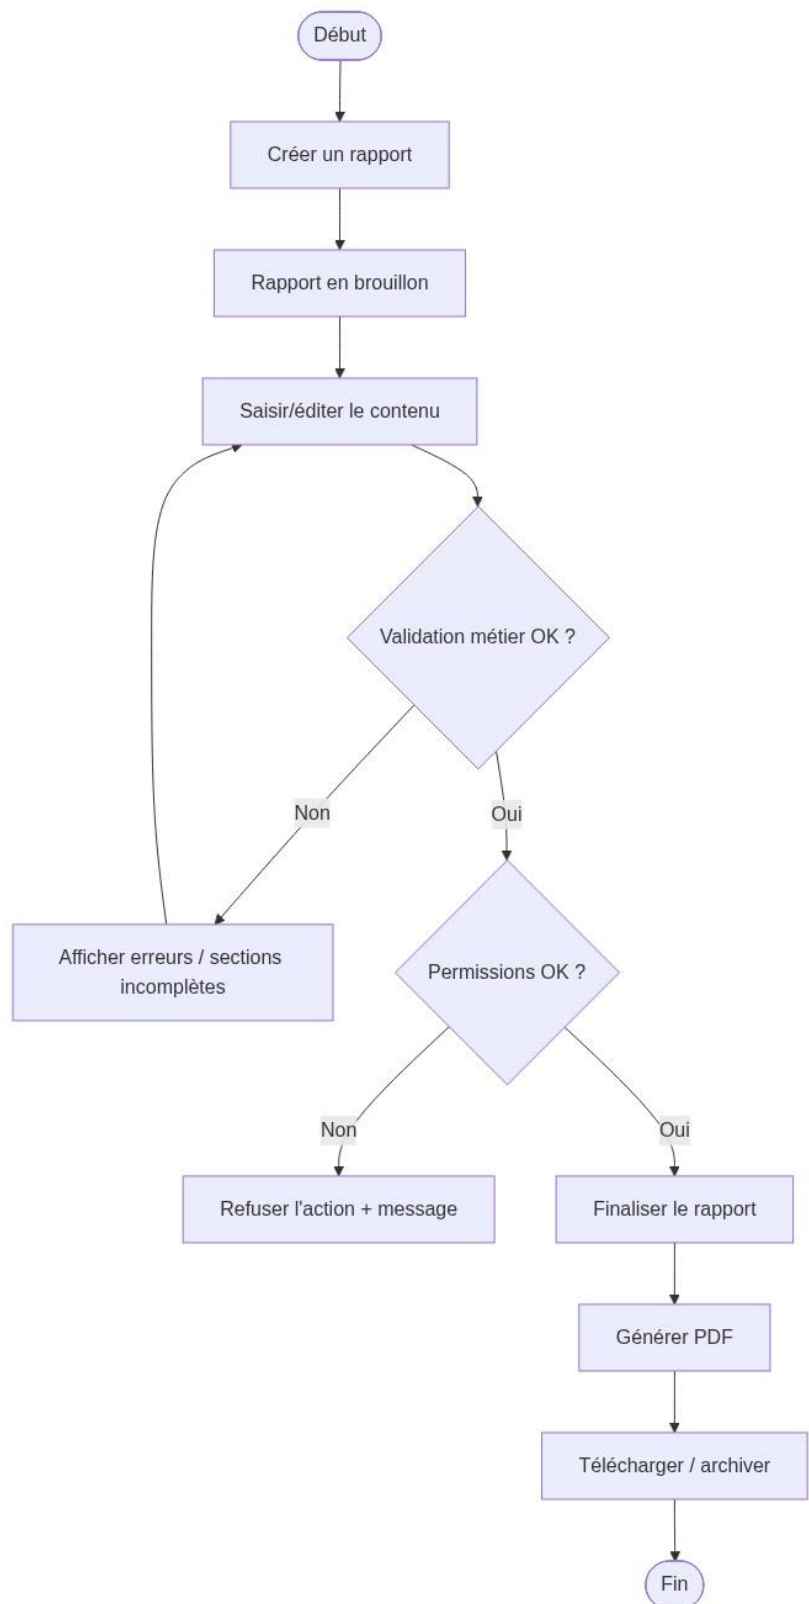 Début
Créer un rapport
Rapport en brouillon
Saisir/éditer le contenu
Validation métier OK ?
Non
Oui
Afficher erreurs / sections
incomplètes
Permissions OK ?
Non
Oui
Refuser l'action + message
Finaliser le rapport
Générer PDF
Télécharger / archiver
Fin